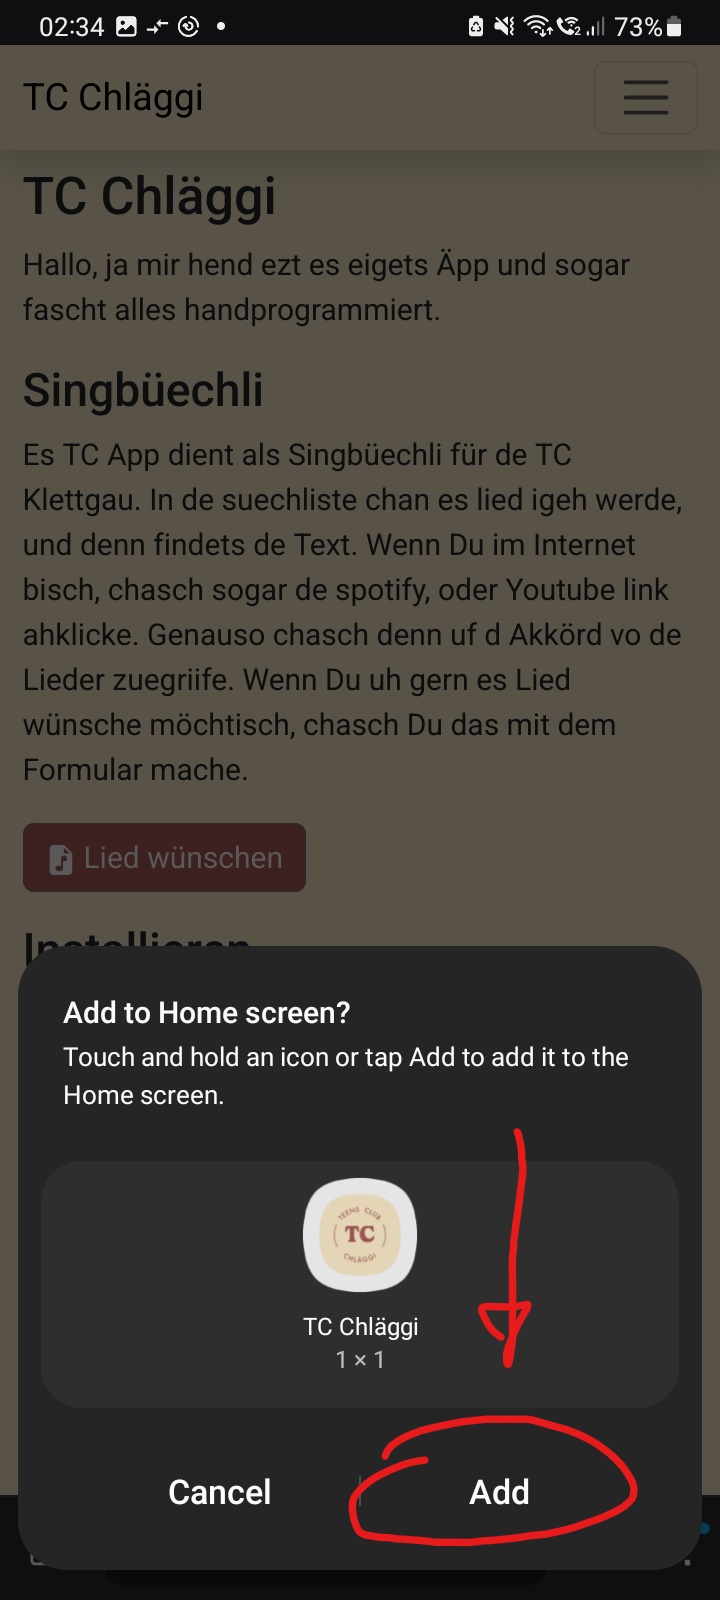 02:34
2
73%
TC Chläggi
TC Chläggi
Hallo, ja mir hend ezt es eigets Äpp und sogar
fascht alles handprogrammiert.
Singbüechli
Es TC App dient als Singbüechli für de TC
Klettgau. In de suechliste chan es lied igeh werde,
und denn findets de Text. Wenn Du im Internet
bisch, chasch sogar de spotify, oder Youtube link
ahklicke. Genauso chasch denn uf d Akkörd vo de
Lieder zuegriife. Wenn Du uh gern es Lied
wünsche möchtisch, chasch Du das mit dem
Formular mache.
Lied wünschen
Installieren
Add to Home screen?
Touch and hold an icon or tap Add to add it to the
Home screen.
TEENS CLUB
TC
CHLÄGGI
TC Chläggi
1 × 1
Cancel
Add